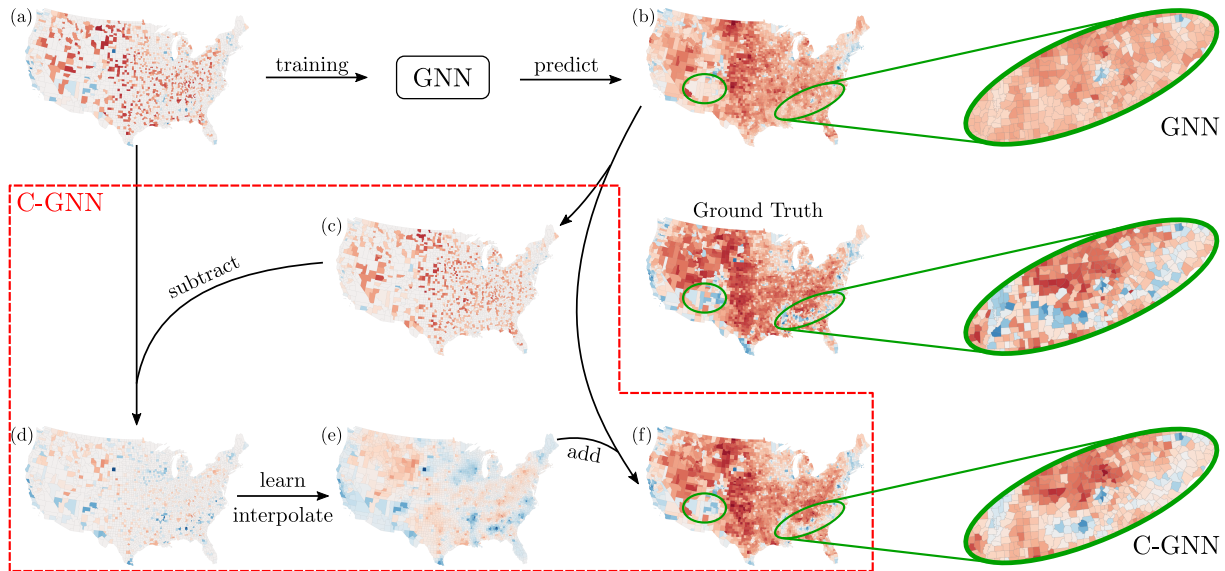 (a)
training
GNN
predict
(b)
GNN
C-GNN
(c)
Ground Truth
subtract
(d)
learn
interpolate
(e)
add
(f)
C-GNN